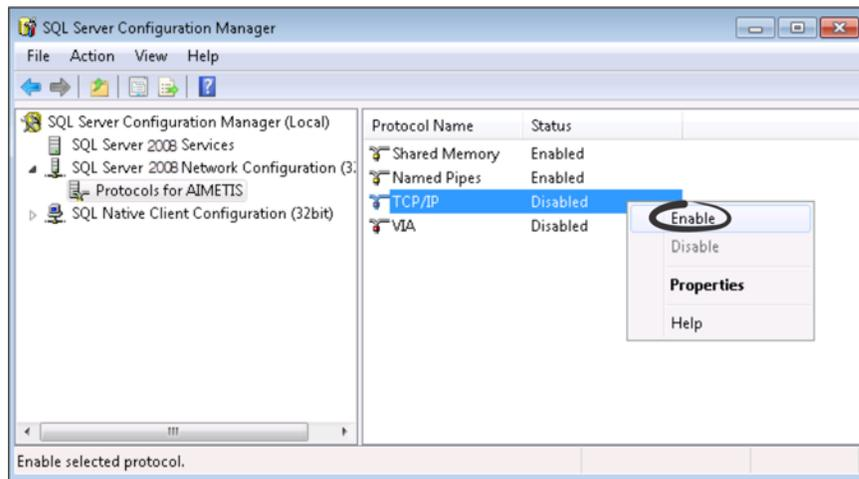 SQL Server Configuration Manager
File Action View Help
SQL Server Configuration Manager (Local)
SQL Server 2008 Services
SQL Server 2008 Network Configuration (3
Protocols for AIMETIS
SQL Native Client Configuration (32bit)
Protocol Name Status
Shared Memory Enabled
Named Pipes Enabled
TCP/IP Disabled
VIA Disabled
Enable
Disable
Properties
Help
Enable selected protocol.